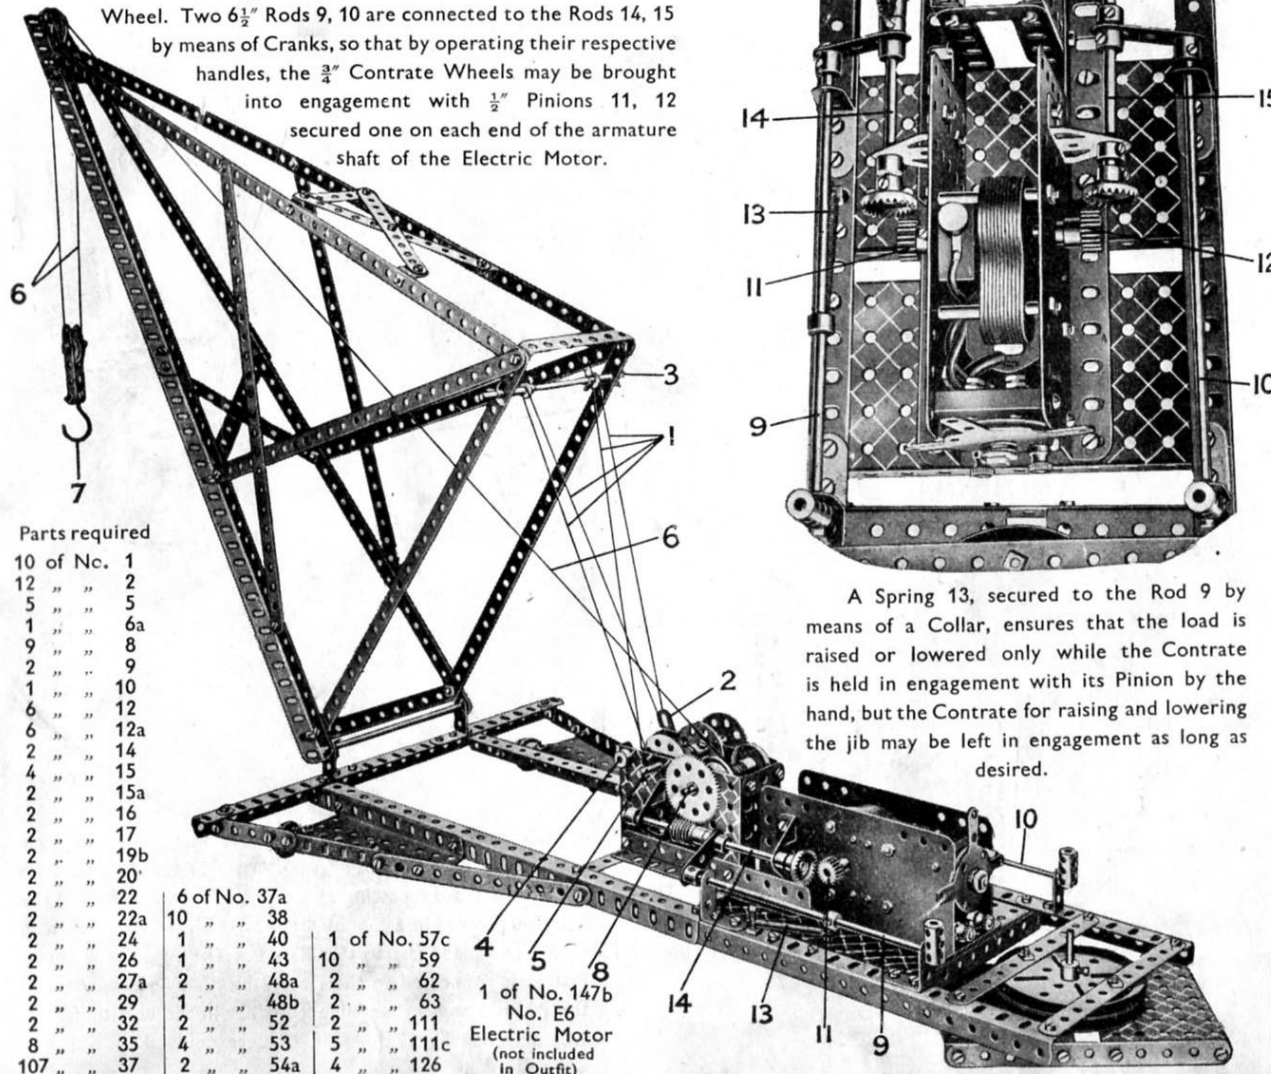 Wheel. Two 6½″ Rods 9, 10 are connected to the Rods 14, 15
by means of Cranks, so that by operating their respective
handles, the ¾″ Contrate Wheels may be brought
into engagement with ½″ Pinions 11, 12
secured one on each end of the armature
shaft of the Electric Motor.
6
7
3
1
6
2
4
5
8
14
13
11
9
10
14
15
13
11
12
9
10
A Spring 13, secured to the Rod 9 by
means of a Collar, ensures that the load is
raised or lowered only while the Contrate
is held in engagement with its Pinion by the
hand, but the Contrate for raising and lowering
the jib may be left in engagement as long as
desired.
Parts required
10 of No. 1
12 „ „ 2
5 „ „ 5
1 „ „ 6a
9 „ „ 8
2 „ „ 9
1 „ „ 10
6 „ „ 12
6 „ „ 12a
2 „ „ 14
4 „ „ 15
2 „ „ 15a
2 „ „ 16
2 „ „ 17
2 „ „ 19b
2 „ „ 20
2 „ „ 22
2 „ „ 22a
2 „ „ 24
2 „ „ 26
2 „ „ 27a
2 „ „ 29
2 „ „ 32
8 „ „ 35
107 „ „ 37
6 of No. 37a
10 „ „ 38
1 „ „ 40
1 „ „ 43
2 „ „ 48a
1 „ „ 48b
2 „ „ 52
4 „ „ 53
2 „ „ 54a
1 of No. 57c
10 „ „ 59
2 „ „ 62
2 „ „ 63
2 „ „ 111
5 „ „ 111c
4 „ „ 126
1 of No. 147b
No. E6
Electric Motor
(not included
in Outfit)